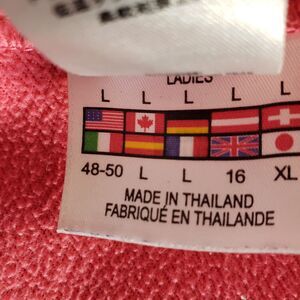 LADIES
L L L L L
48-50 L L 16 XL
MADE IN THAILAND
FABRIQUÉ EN THAILANDE